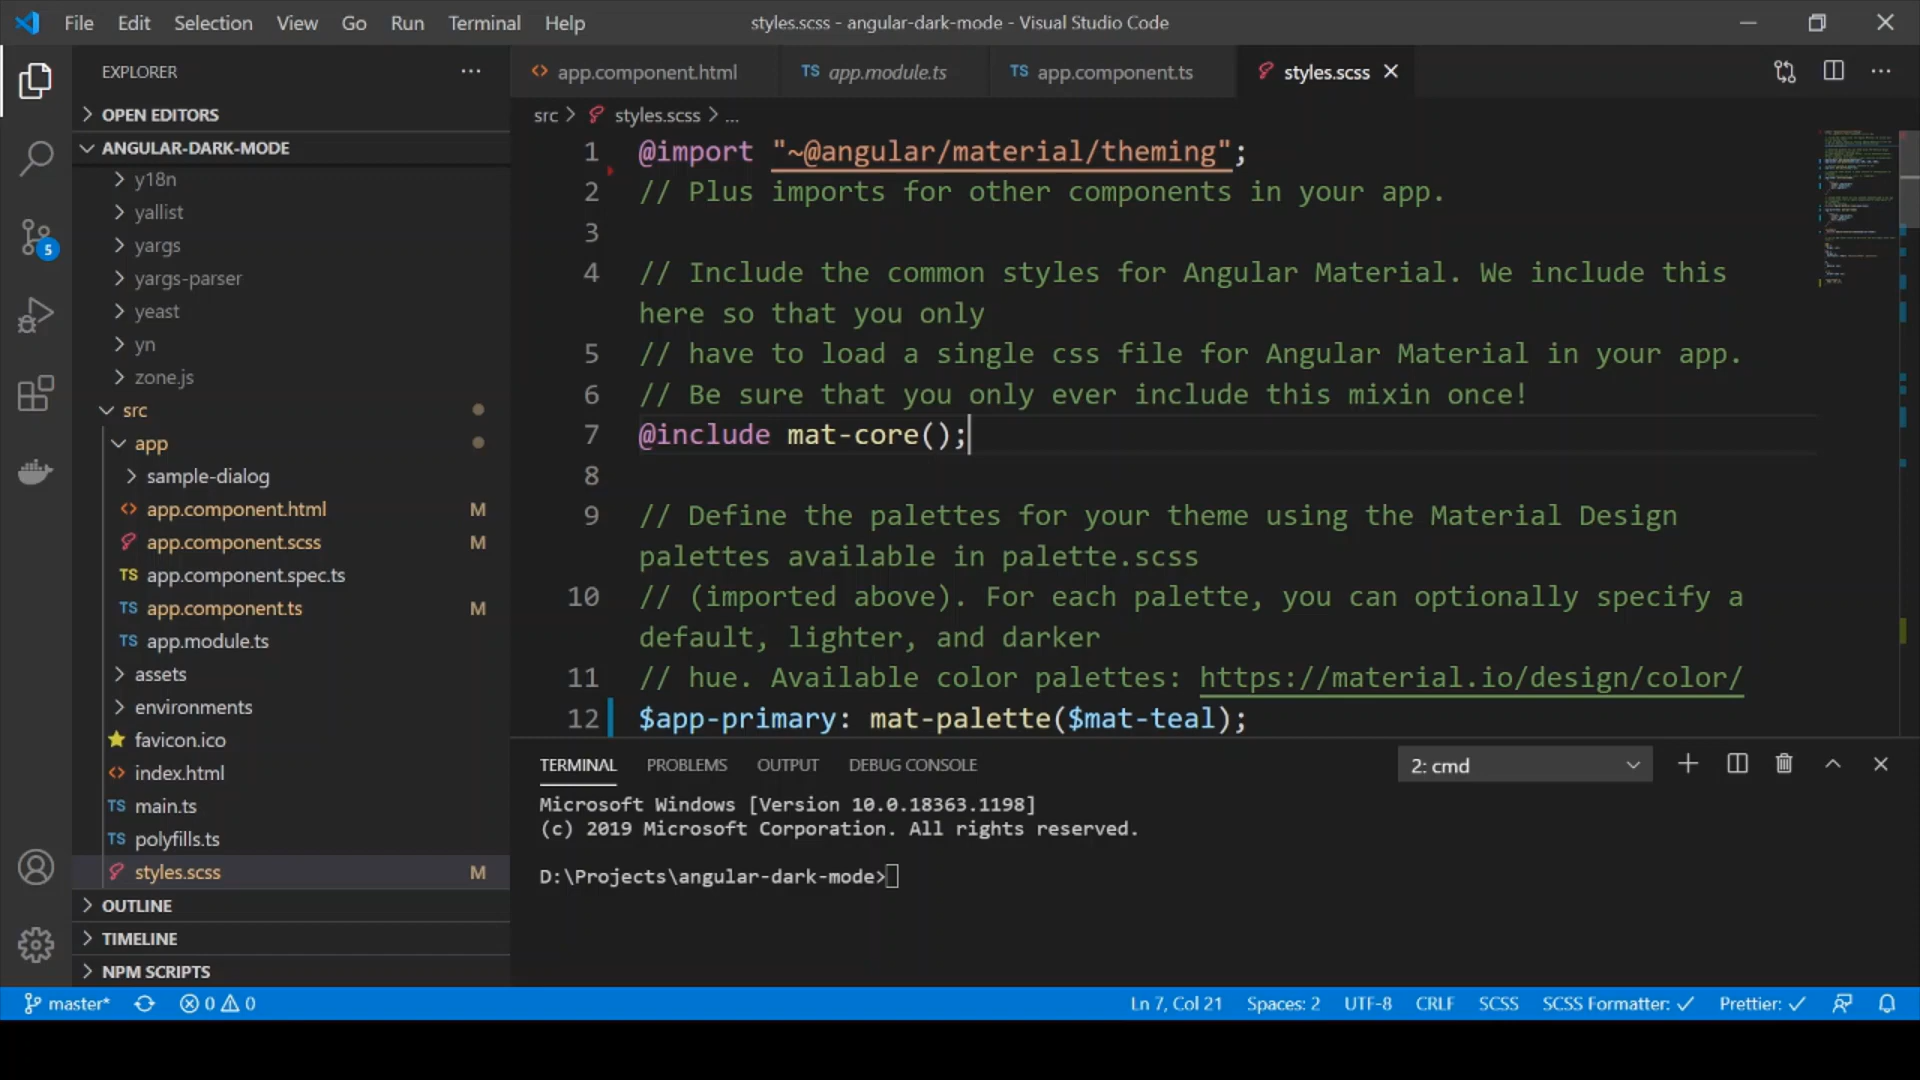 File Edit Selection View Go Run Terminal Help styles.scss - angular-dark-mode - Visual Studio Code
EXPLORER
OPEN EDITORS
ANGULAR-DARK-MODE
y18n
yallist
yargs
yargs-parser
yeast
yn
zone.js
src
app
sample-dialog
app.component.html M
app.component.scss M
TS app.component.spec.ts
TS app.component.ts M
TS app.module.ts
assets
environments
favicon.ico
index.html
TS main.ts
TS polyfills.ts
styles.scss M
OUTLINE
TIMELINE
NPM SCRIPTS
5
app.component.html TS app.module.ts TS app.component.ts styles.scss
src > styles.scss > ...
1 @import "~@angular/material/theming";
2 // Plus imports for other components in your app.
3
4 // Include the common styles for Angular Material. We include this
here so that you only
5 // have to load a single css file for Angular Material in your app.
6 // Be sure that you only ever include this mixin once!
7 @include mat-core();
8
9 // Define the palettes for your theme using the Material Design
palettes available in palette.scss
10 // (imported above). For each palette, you can optionally specify a
default, lighter, and darker
11 // hue. Available color palettes: https://material.io/design/color/
12 $app-primary: mat-palette($mat-teal);
TERMINAL PROBLEMS OUTPUT DEBUG CONSOLE 2: cmd
Microsoft Windows [Version 10.0.18363.1198]
(c) 2019 Microsoft Corporation. All rights reserved.
D:\Projects\angular-dark-mode>
master* 0 0 Ln 7, Col 21 Spaces: 2 UTF-8 CRLF SCSS SCSS Formatter: ✓ Prettier: ✓